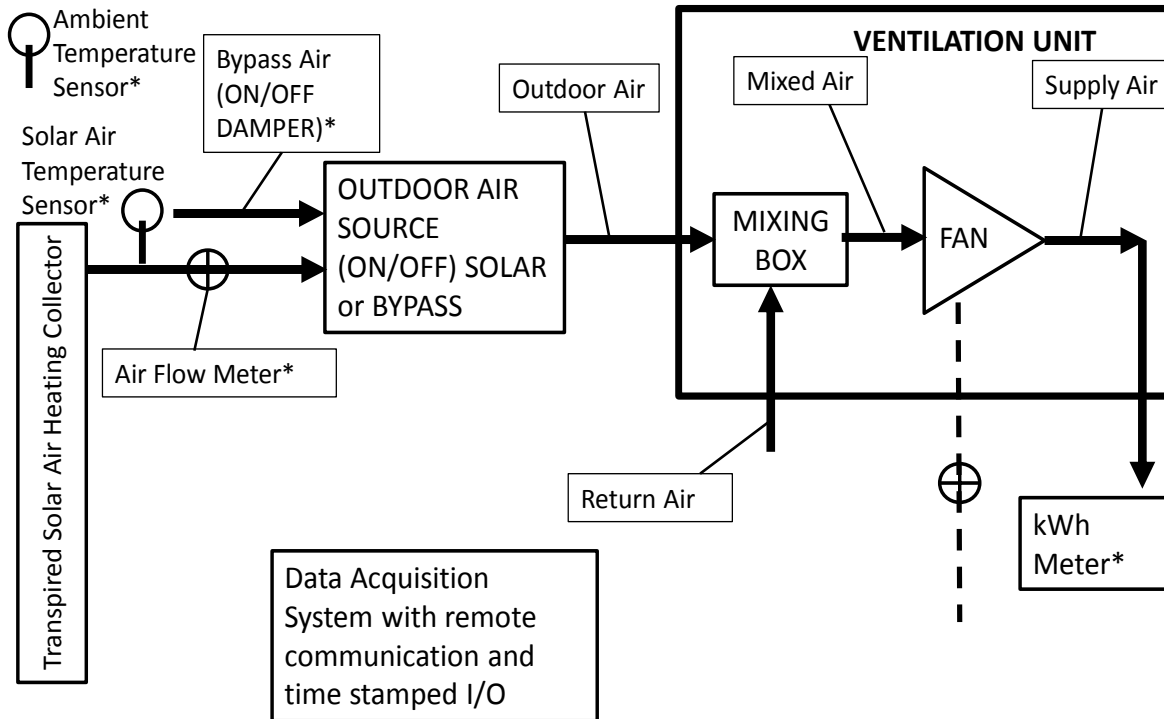 Ambient
Temperature
Sensor*
Bypass Air
(ON/OFF
DAMPER)*
Outdoor Air
VENTILATION UNIT
Mixed Air
Supply Air
Solar Air
Temperature
Sensor*
OUTDOOR AIR
SOURCE
(ON/OFF) SOLAR
or BYPASS
MIXING
BOX
FAN
Air Flow Meter*
Transpired Solar Air Heating Collector
Return Air
kWh
Meter*
Data Acquisition
System with remote
communication and
time stamped I/O